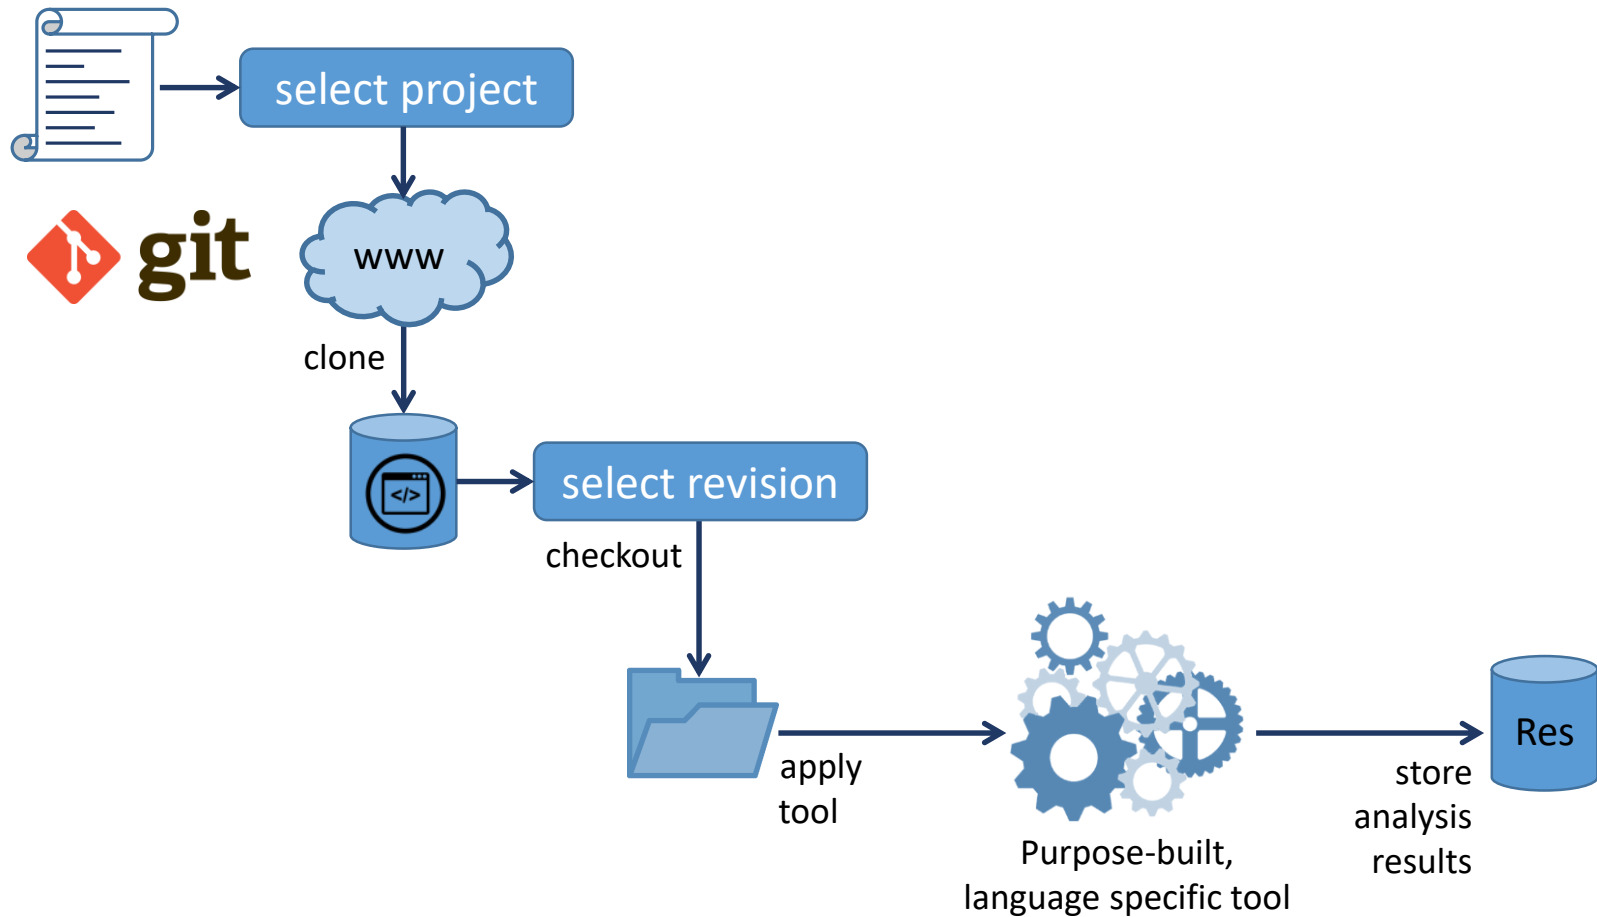 select project
git
www
clone
</>
select revision
checkout
apply
tool
Res
store
analysis
results
Purpose-built,
language specific tool